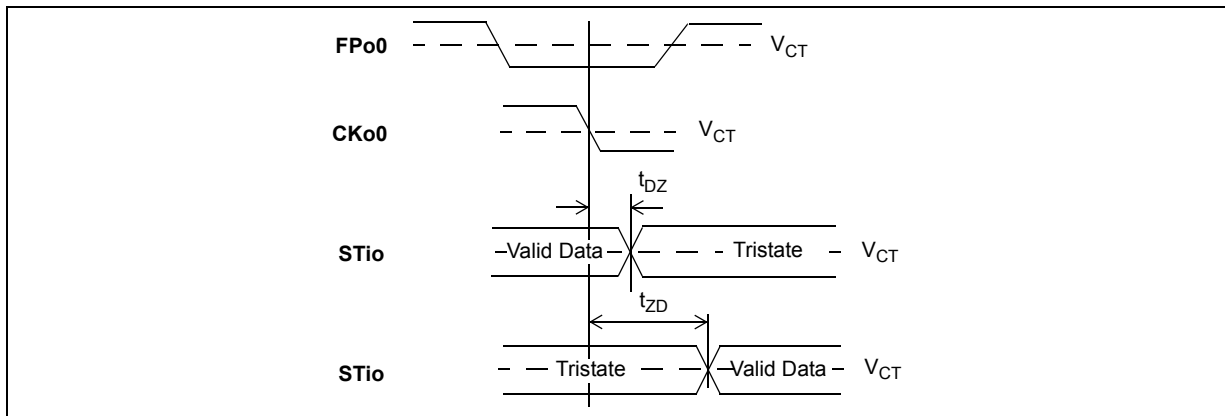 FPo0
V_CT
CKo0
V_CT
t_DZ
STio
Valid Data
Tristate
V_CT
t_ZD
STio
Tristate
Valid Data
V_CT